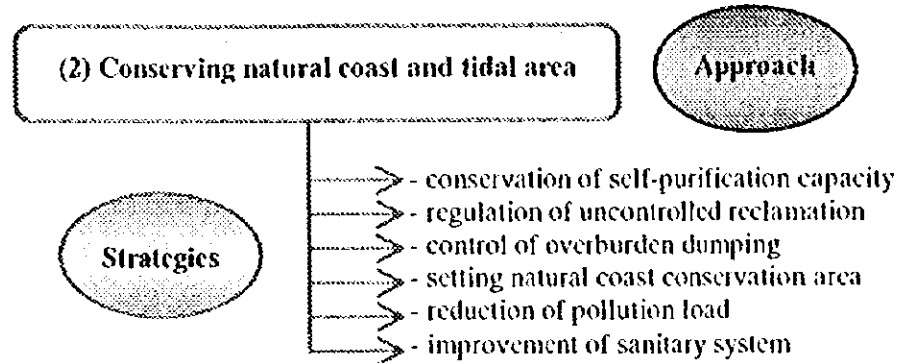 (2) Conserving natural coast and tidal area
Approach
Strategies
- conservation of self-purification capacity
- regulation of uncontrolled reclamation
- control of overburden dumping
- setting natural coast conservation area
- reduction of pollution load
- improvement of sanitary system